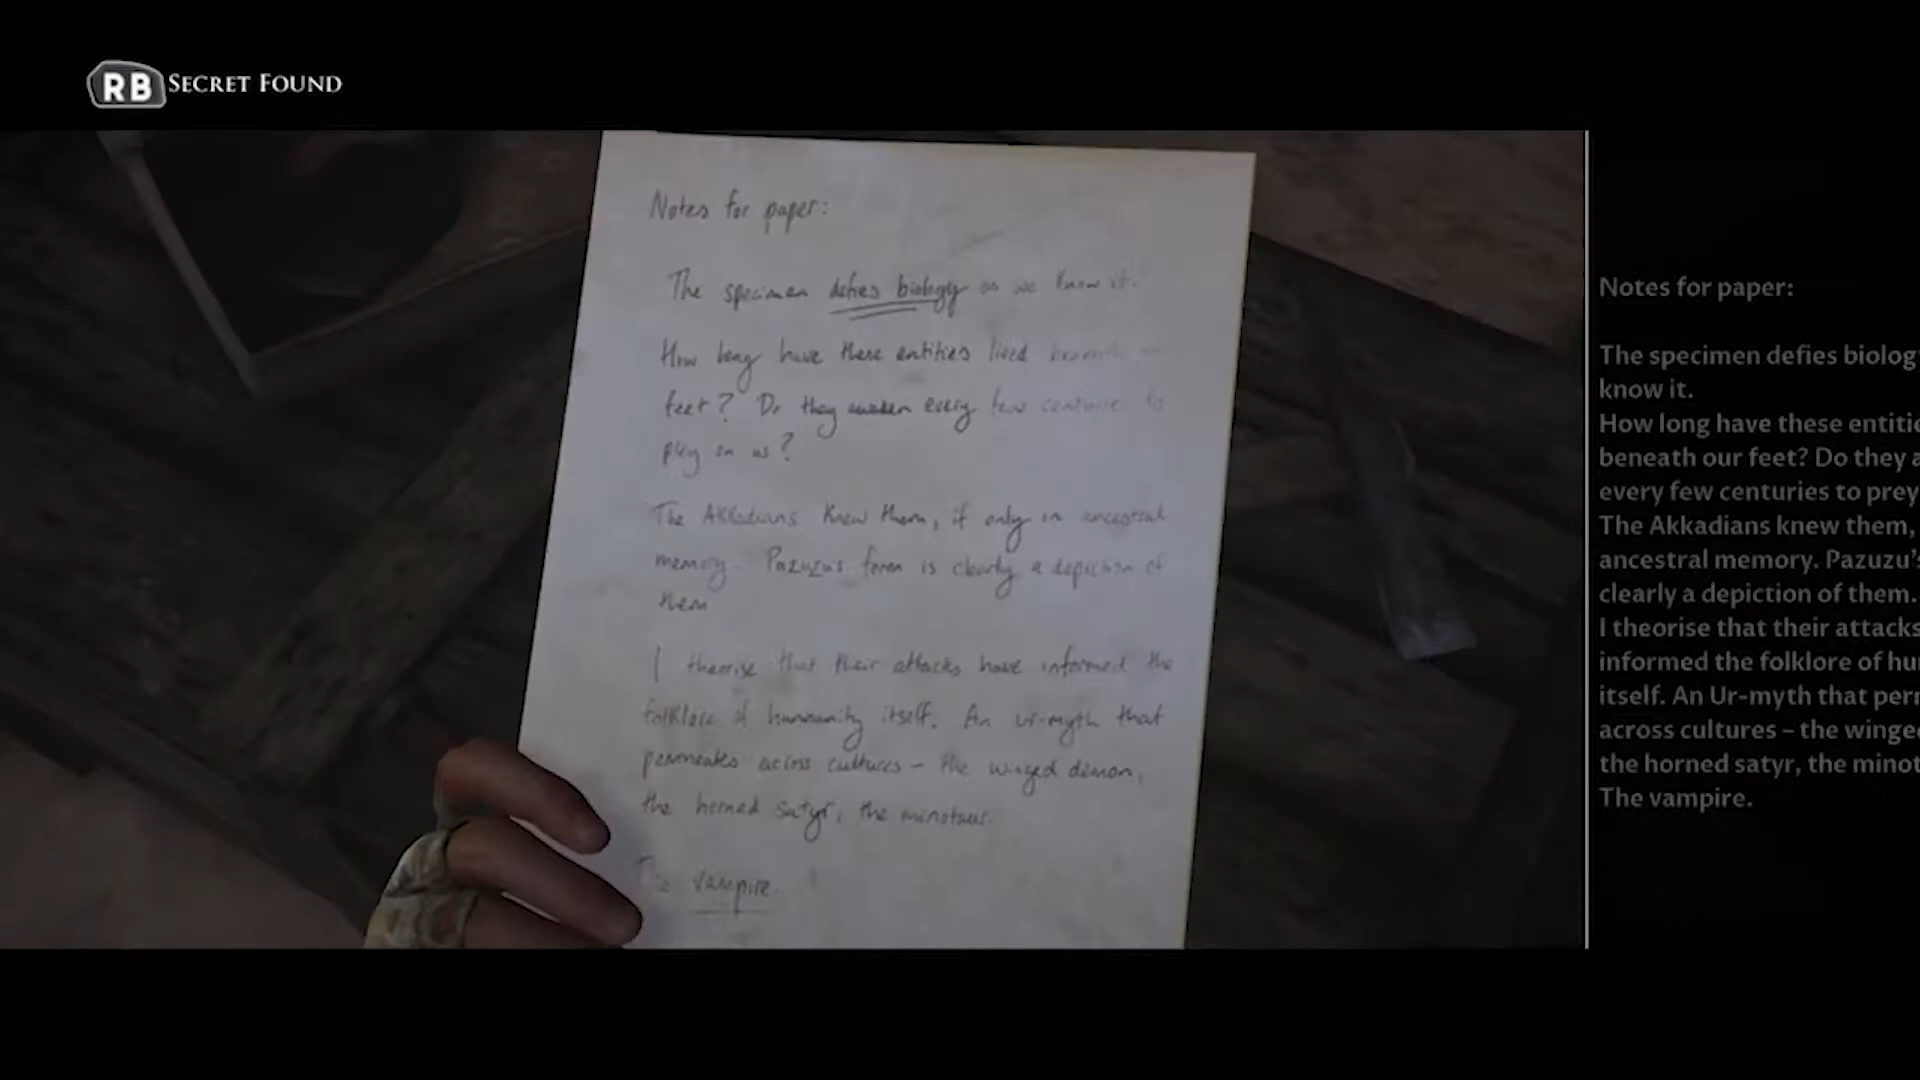 RB SECRET FOUND
Notes for paper:
The specimen defies biology as we know it.
How long have these entities lived beneath our
feet? Do they awaken every few centuries to
prey on us?
The Akkadians knew them, if only in ancestral
memory. Pazuzus form is clearly a depiction of
them
I theorise that their attacks have informed the
folklore of humanity itself. An ur-myth that
permeates across cultures - the winged demon,
the horned satyr, the minotaur.
The vampire.
Notes for paper:
The specimen defies biolog
know it.
How long have these entitie
beneath our feet? Do they a
every few centuries to prey
The Akkadians knew them,
ancestral memory. Pazuzu's
clearly a depiction of them.
I theorise that their attacks
informed the folklore of hu
itself. An Ur-myth that per
across cultures – the winge
the horned satyr, the minot
The vampire.